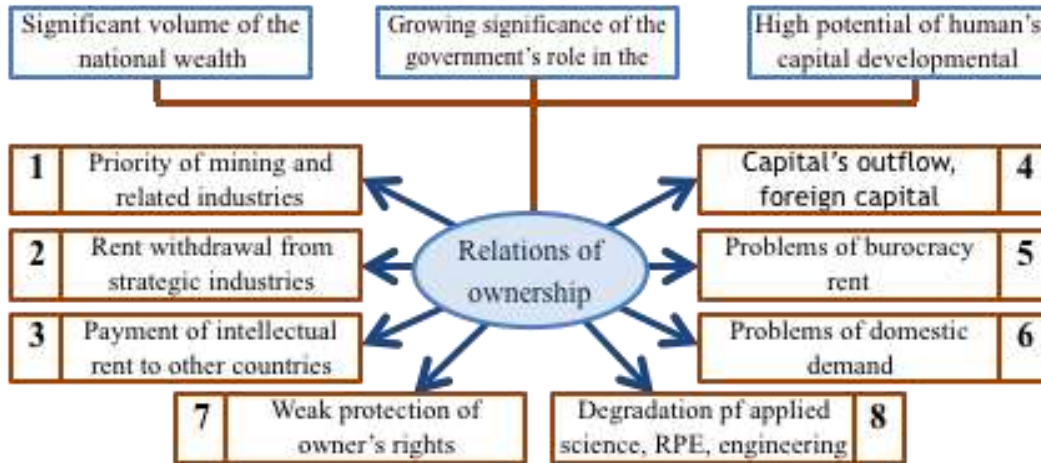 Significant volume of the
national wealth
Growing significance of the
government's role in the
High potential of human's
capital developmental
1
Priority of mining and
related industries
2
Rent withdrawal from
strategic industries
3
Payment of intellectual
rent to other countries
Relations of
ownership
Capital's outflow,
foreign capital
4
Problems of burocracy
rent
5
Problems of domestic
demand
6
7
Weak protection of
owner's rights
Degradation pf applied
science, RPE, engineering
8